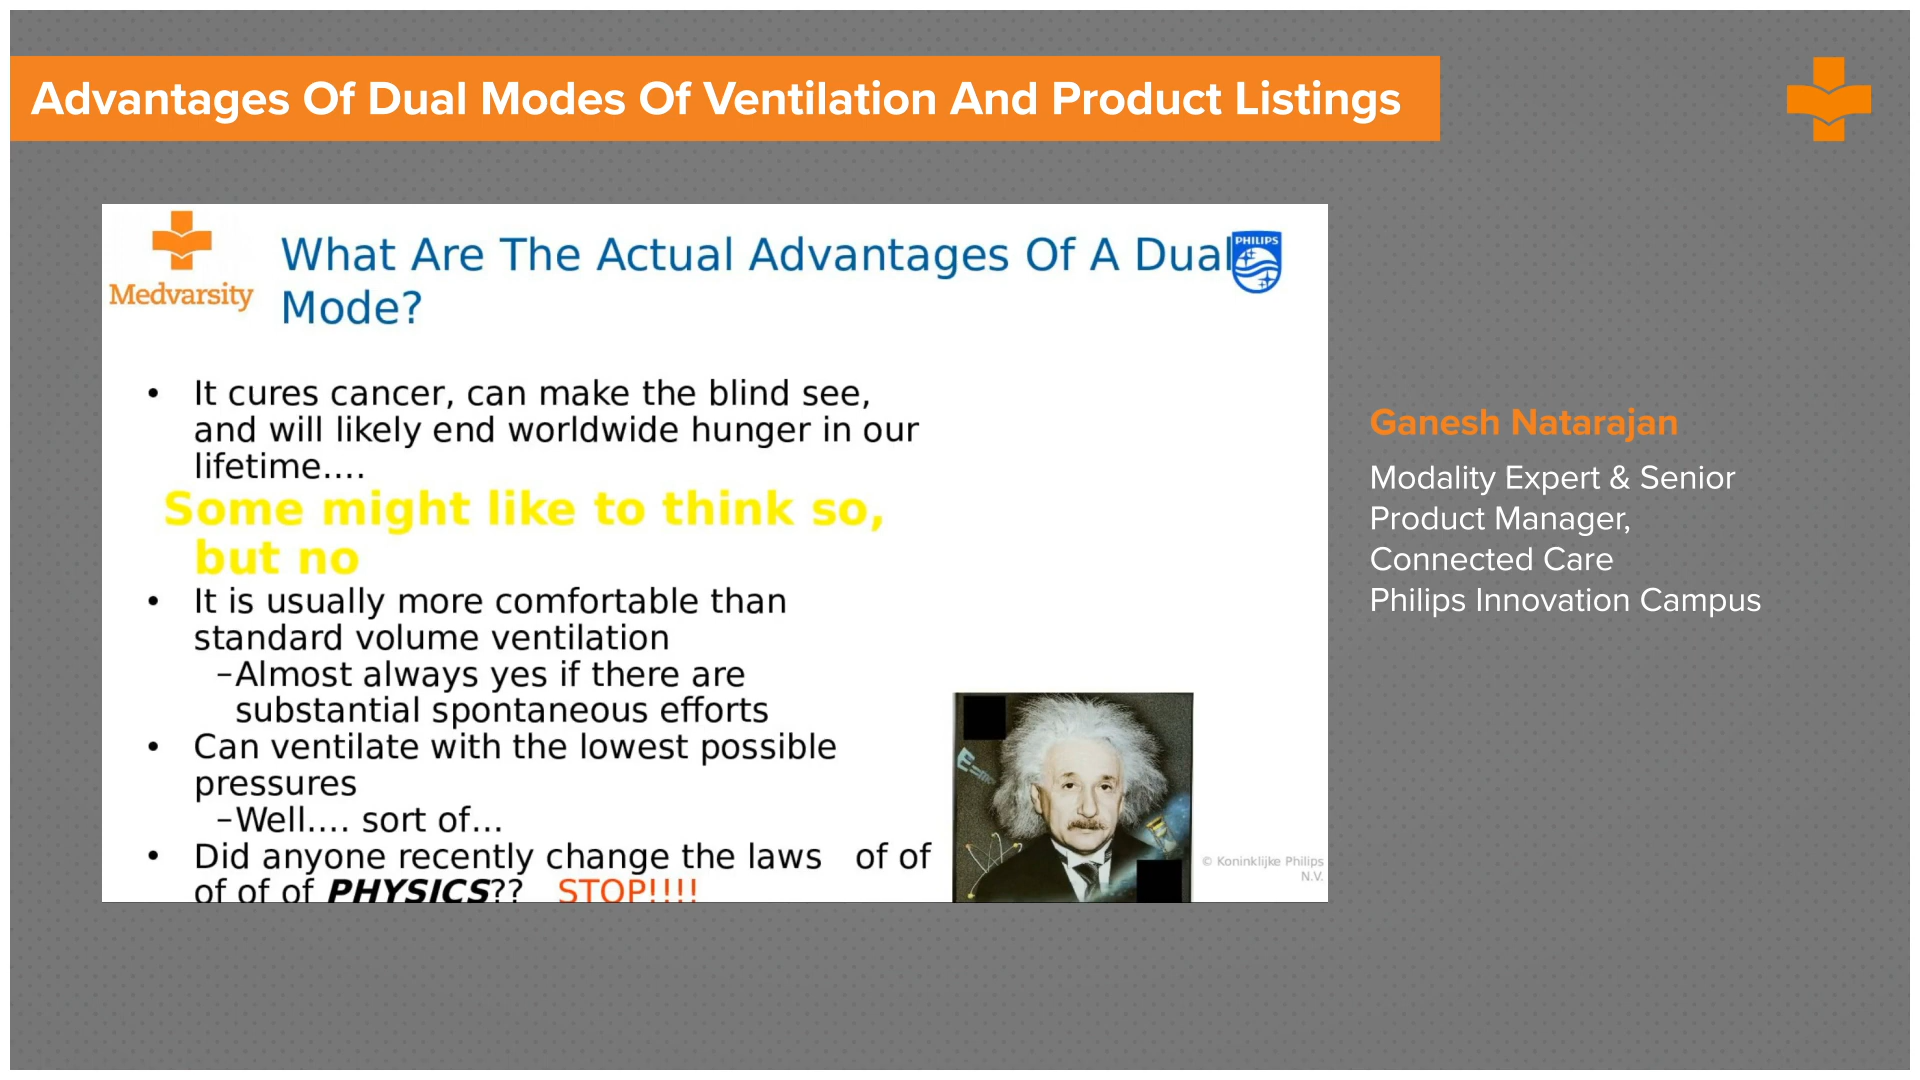 Advantages Of Dual Modes Of Ventilation And Product Listings
Medvarsity
What Are The Actual Advantages Of A Dual
Mode?
PHILIPS
• It cures cancer, can make the blind see,
and will likely end worldwide hunger in our
lifetime....
Some might like to think so,
but no
• It is usually more comfortable than
standard volume ventilation
–Almost always yes if there are
substantial spontaneous efforts
• Can ventilate with the lowest possible
pressures
–Well.... sort of...
• Did anyone recently change the laws of of
of of of PHYSICS?? STOP!!!!
E=
© Koninklijke Philips
N.V.
Ganesh Natarajan
Modality Expert & Senior
Product Manager,
Connected Care
Philips Innovation Campus